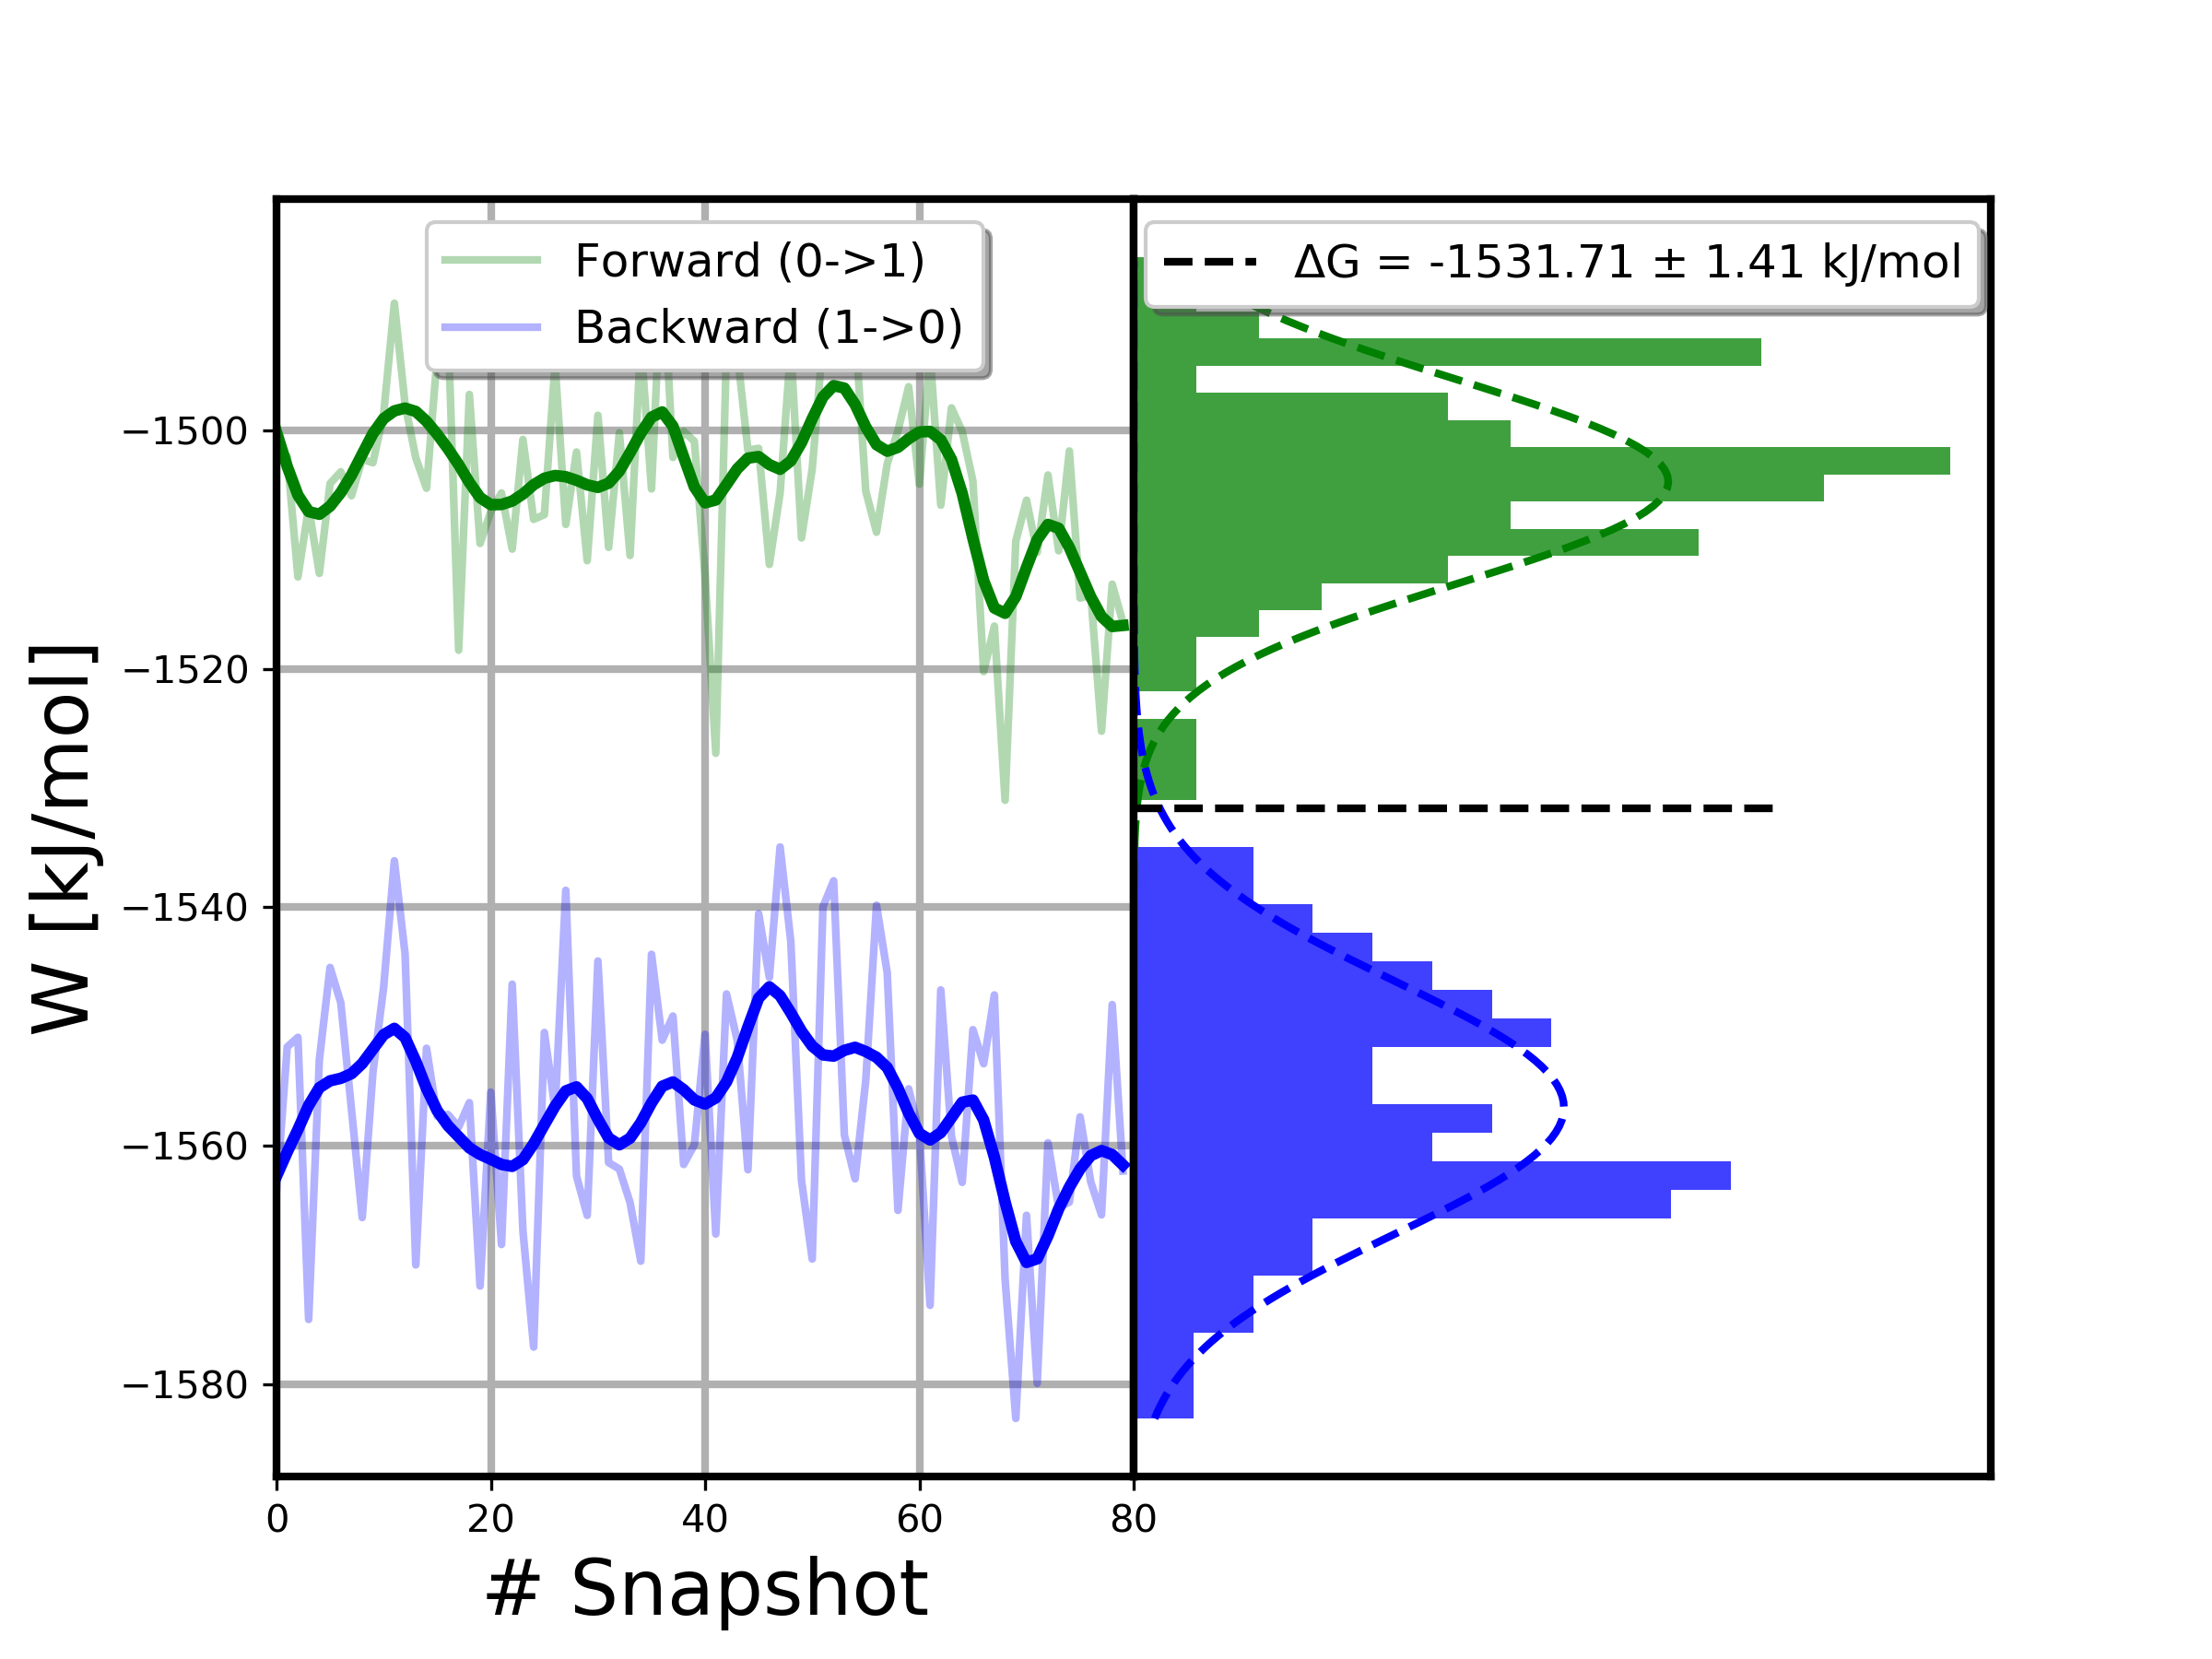 Forward (0->1)
Backward (1->0)
ΔG = -1531.71 ± 1.41 kJ/mol
W [kJ/mol]
−1500
−1520
−1540
−1560
−1580
0 20 40 60 80
# Snapshot